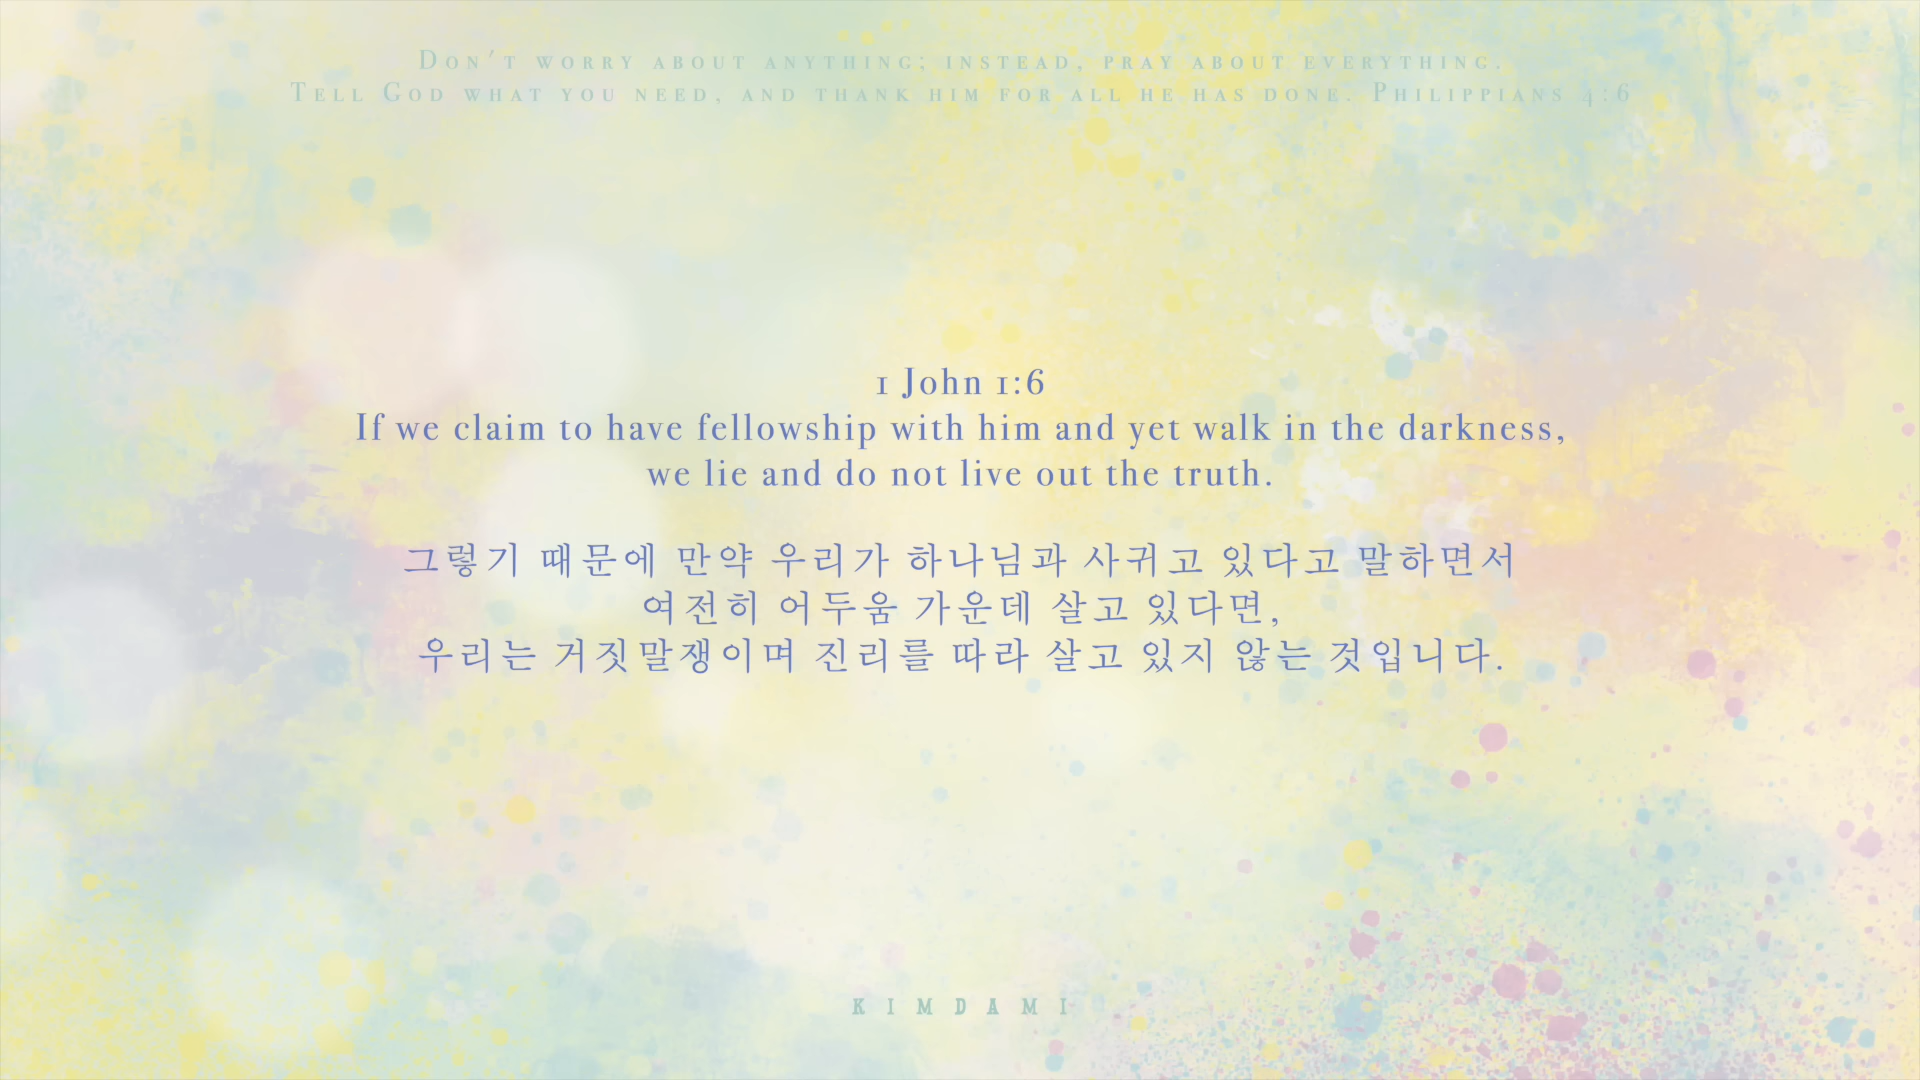 Don't worry about anything; instead, pray about everything.
Tell God what you need, and thank him for all he has done. Philippians 4:6
1 John 1:6
If we claim to have fellowship with him and yet walk in the darkness,
we lie and do not live out the truth.
그렇기 때문에 만약 우리가 하나님과 사귀고 있다고 말하면서
여전히 어두움 가운데 살고 있다면,
우리는 거짓말쟁이며 진리를 따라 살고 있지 않는 것입니다.
KIMDAMI